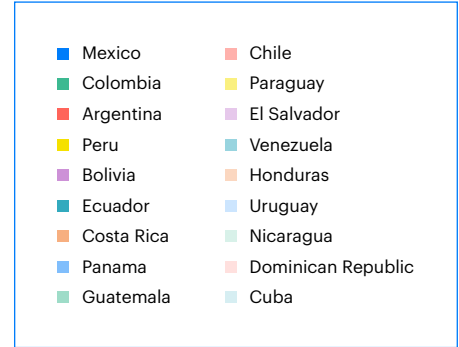 Mexico
Colombia
Argentina
Peru
Bolivia
Ecuador
Costa Rica
Panama
Guatemala
Chile
Paraguay
El Salvador
Venezuela
Honduras
Uruguay
Nicaragua
Dominican Republic
Cuba